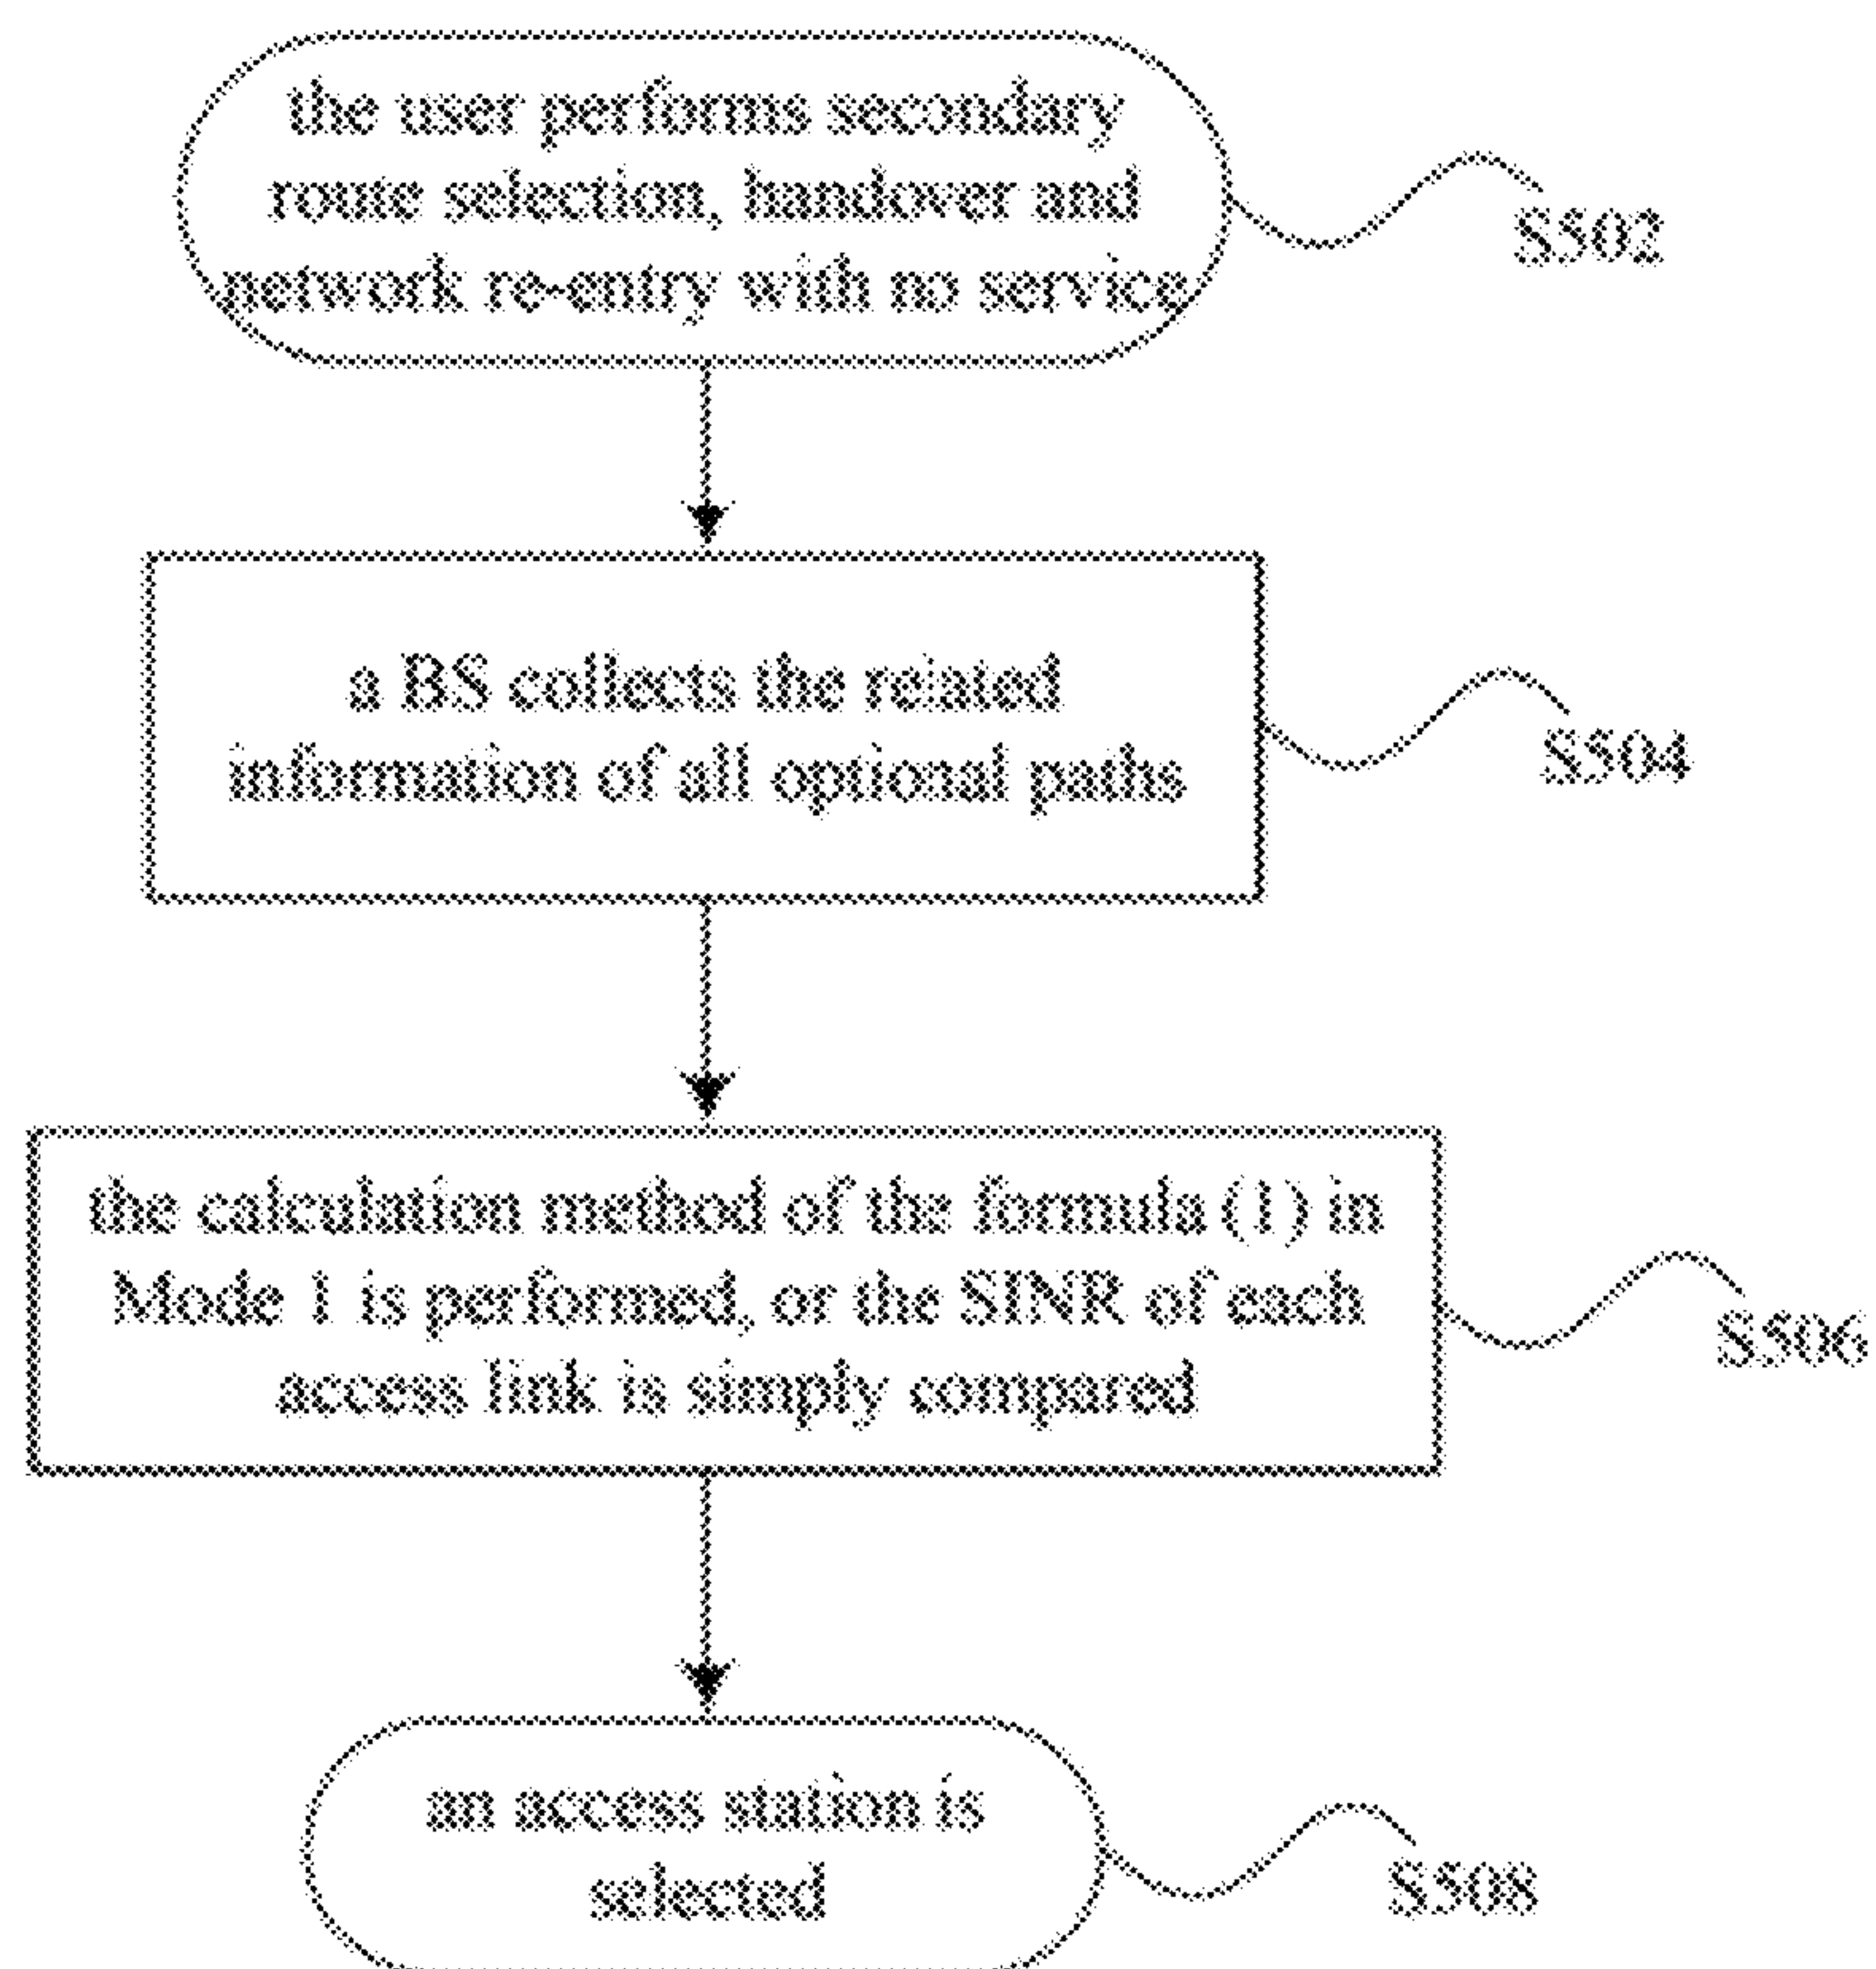 the user performs secondary
route selection, handover and
network re-entry with no service
S502
a BS collects the related
information of all optional paths
S504
the calculation method of the formula (1) in
Mode 1 is performed, or the SINR of each
access link is simply compared
S506
an access station is
selected
S508